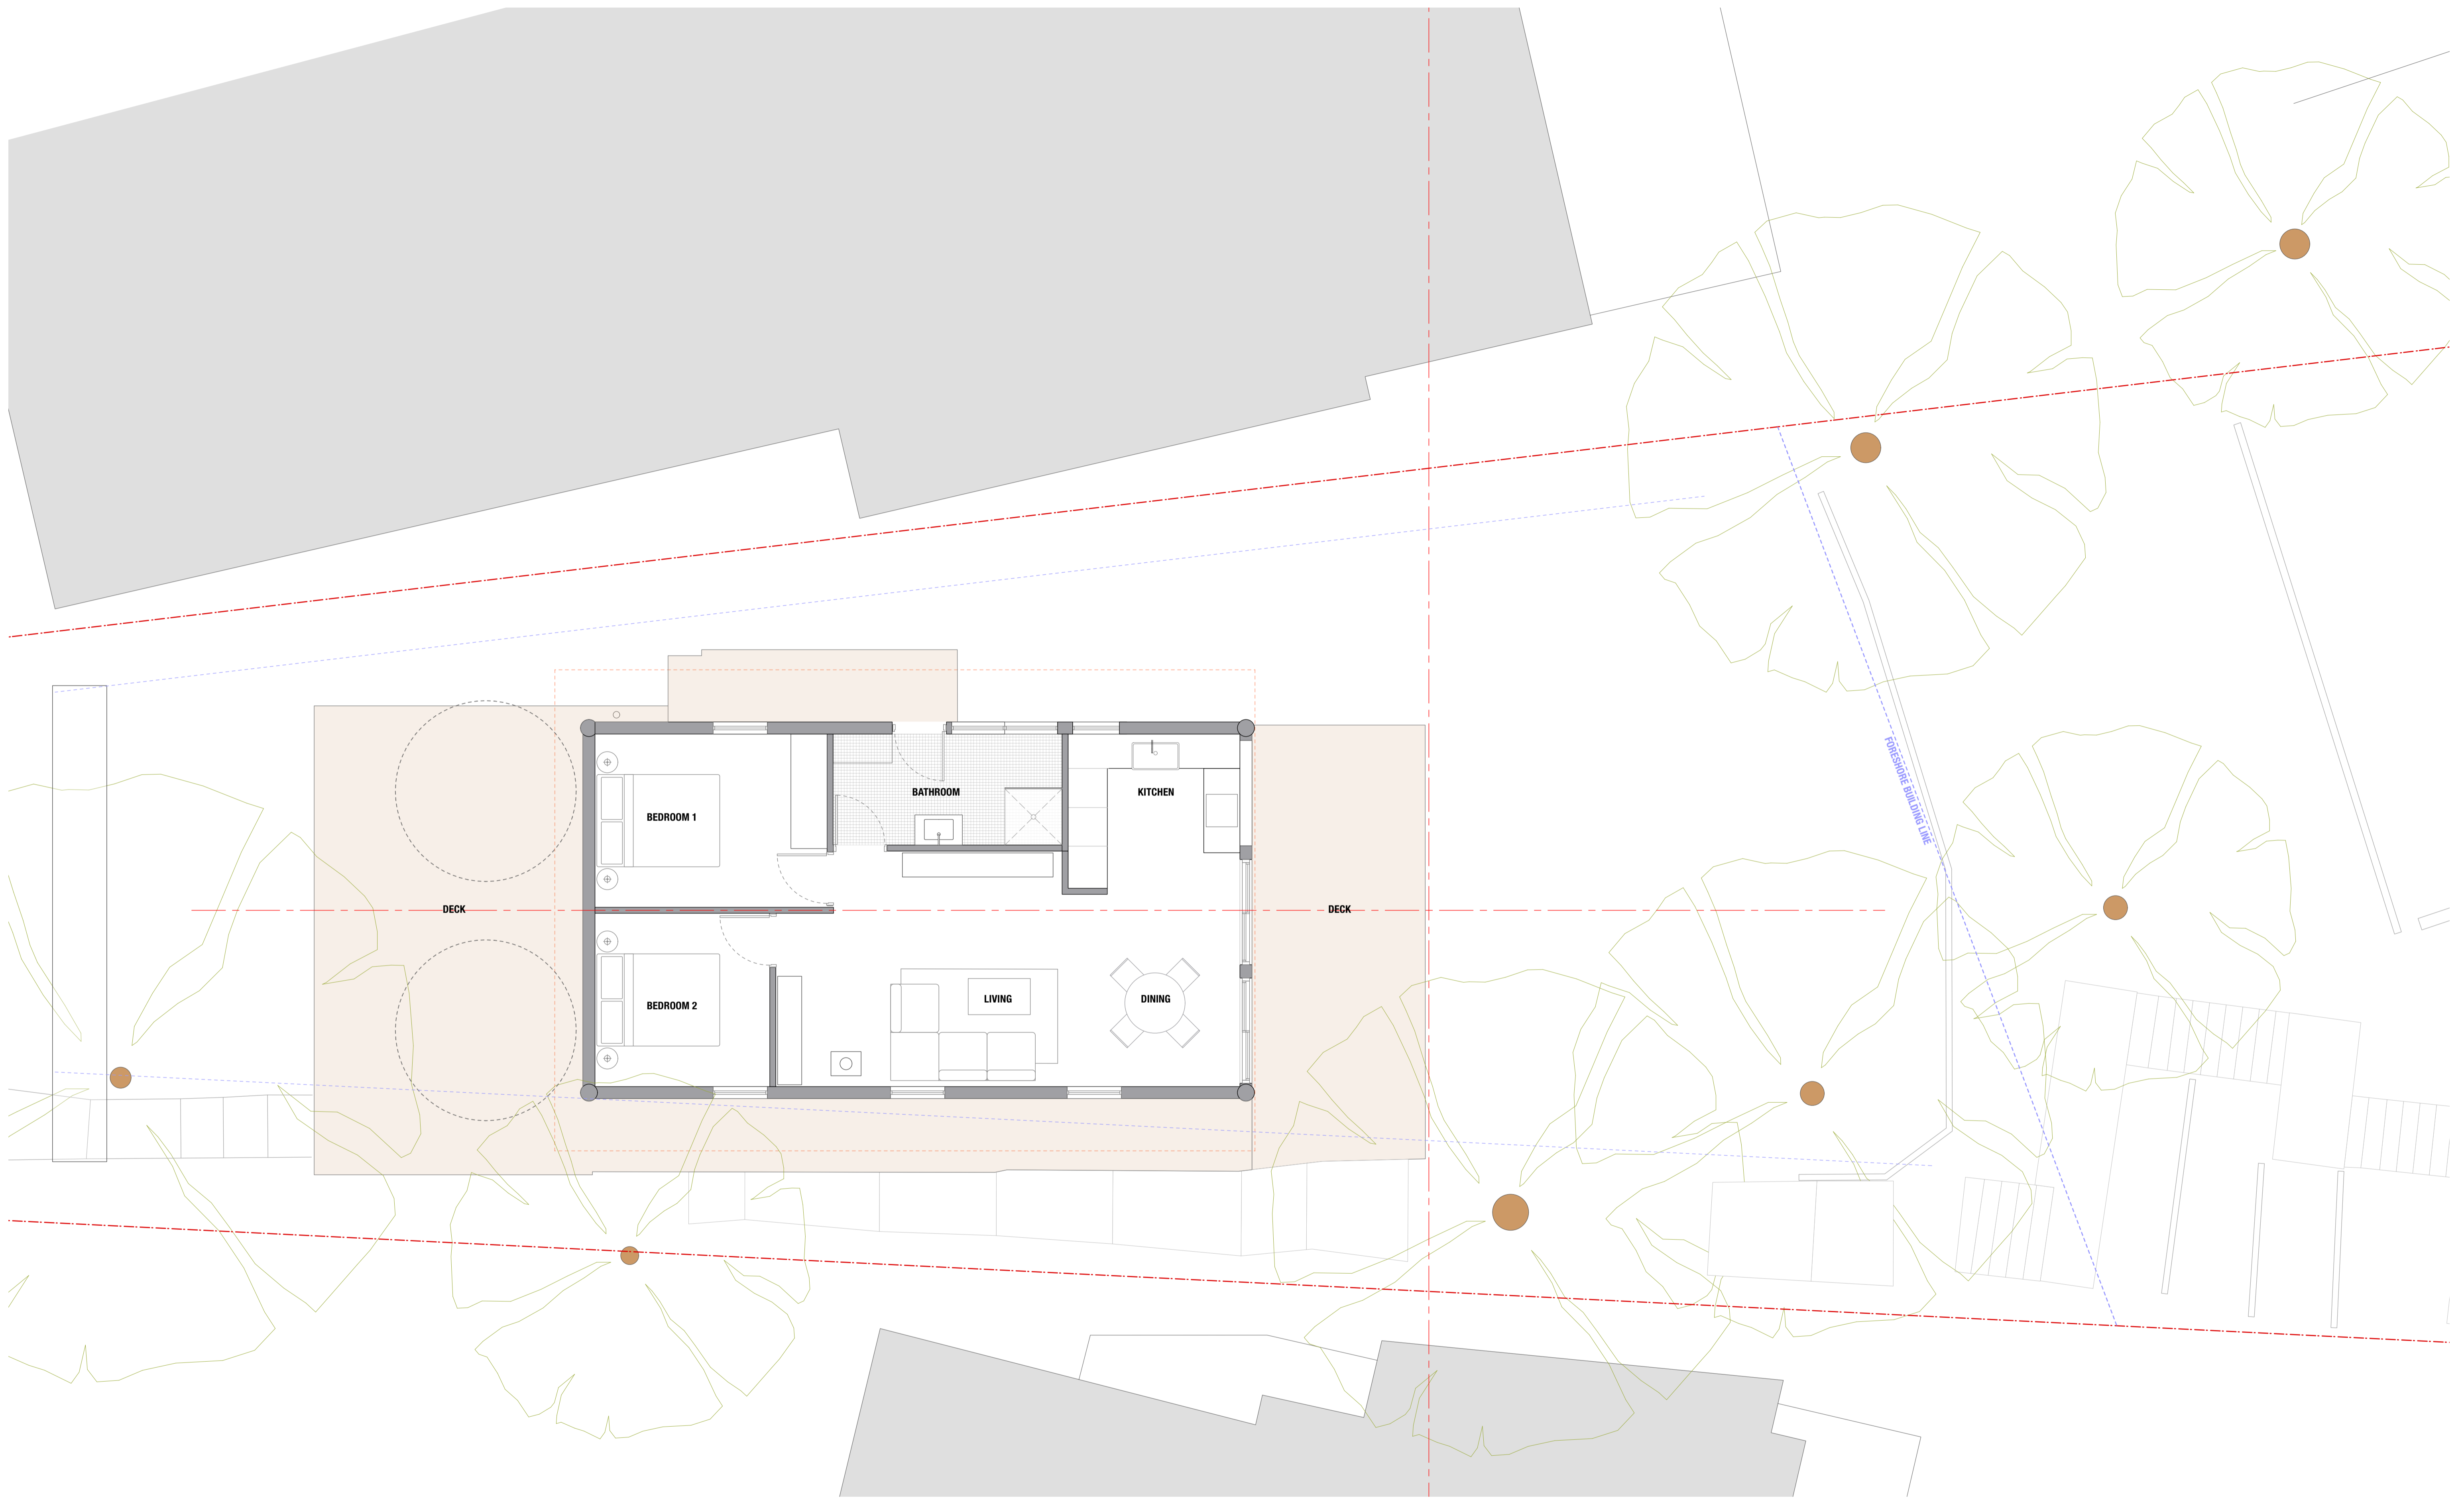 BATHROOM
KITCHEN
BEDROOM 1
FORESHORE BUILDING LINE
DECK
DECK
BEDROOM 2
LIVING
DINING